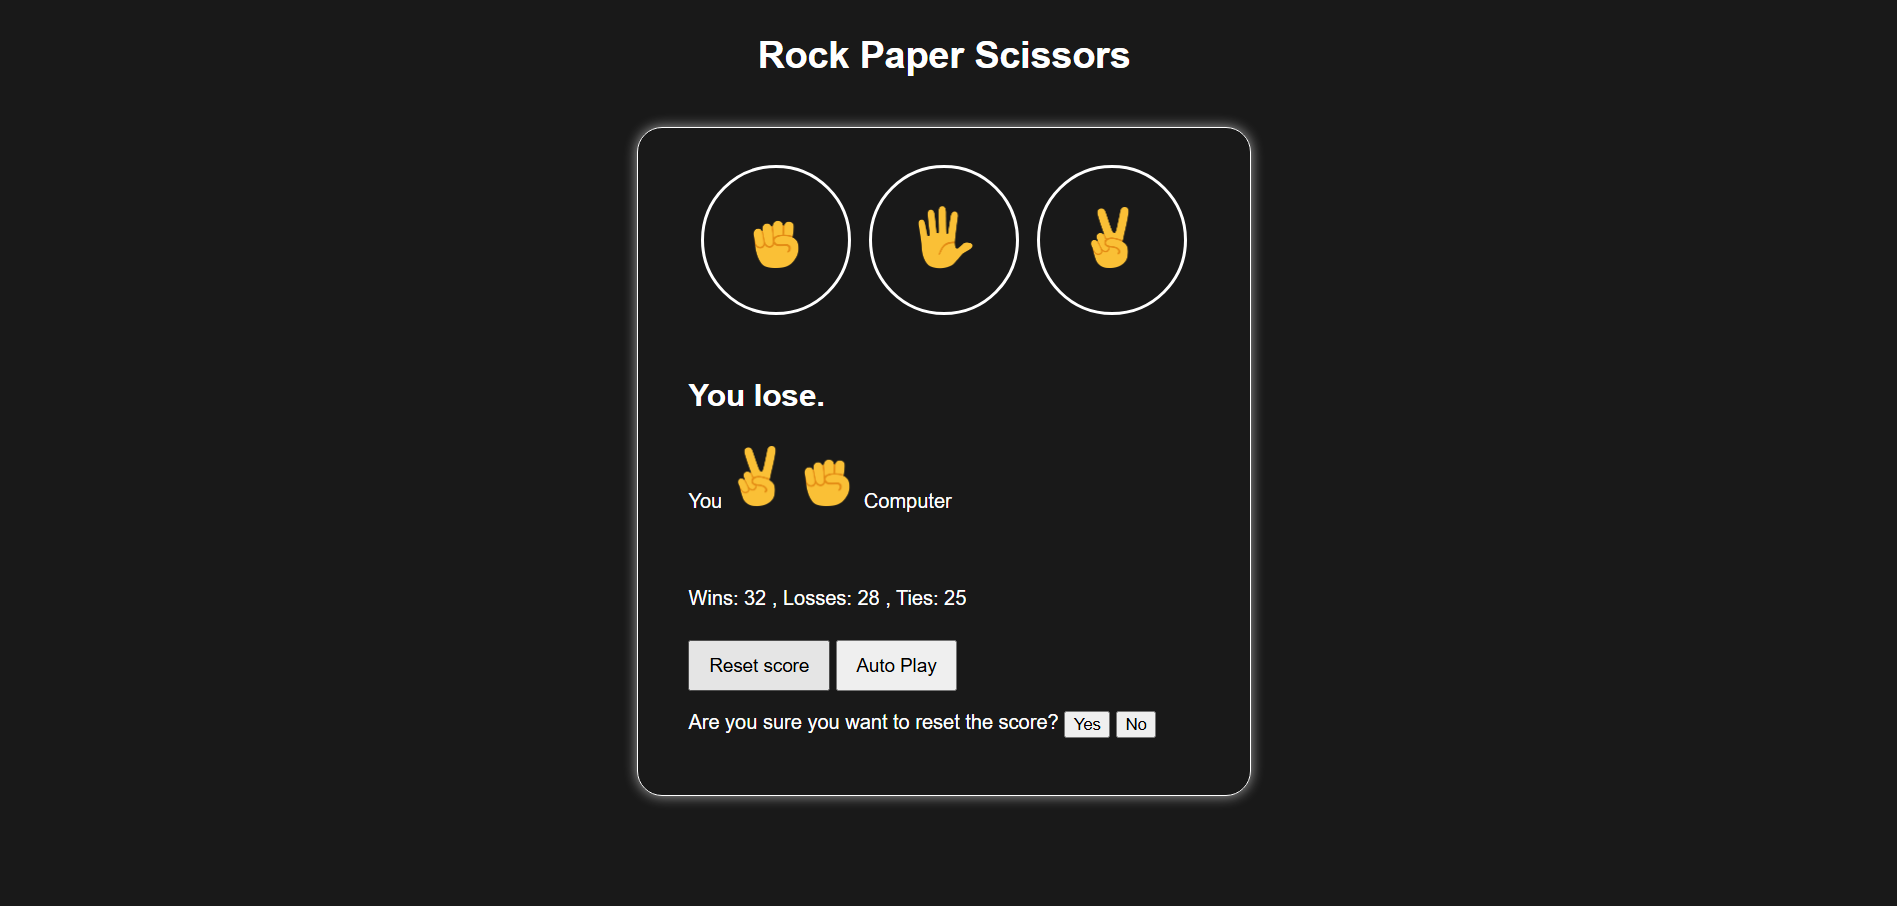 Rock Paper Scissors
You lose.
You Computer
Wins: 32 , Losses: 28 , Ties: 25
Reset score Auto Play
Are you sure you want to reset the score? Yes No